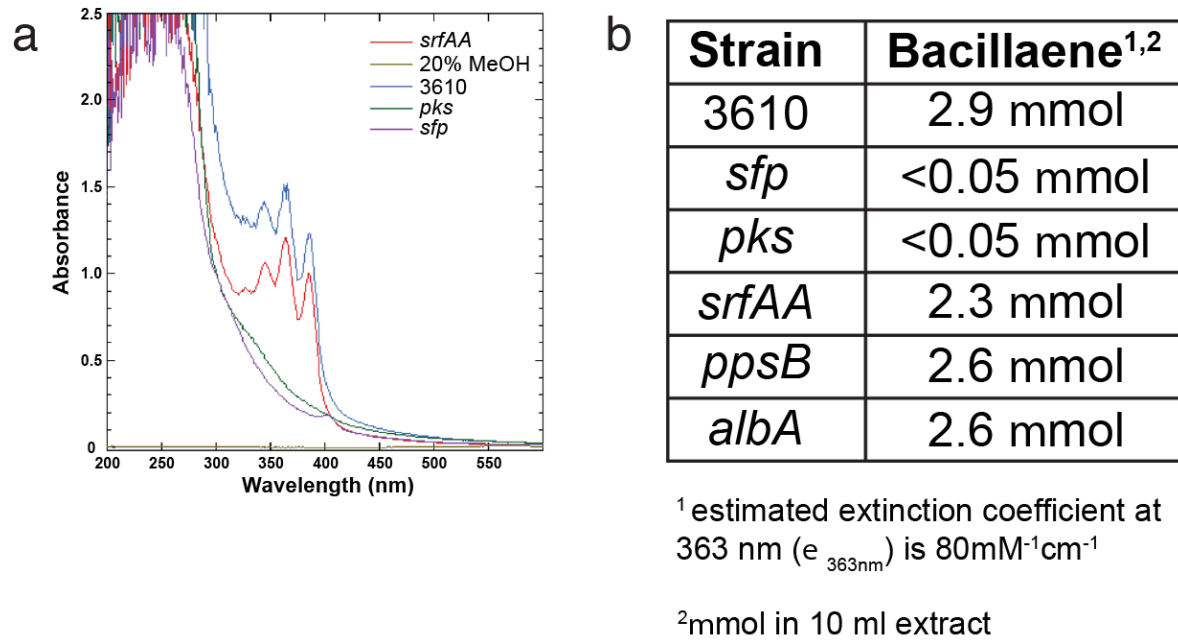 a
2.5
2.0
1.5
1.0
0.5
0
Absorbance
srfAA
20% MeOH
3610
pks
sfp
200 250 300 350 400 450 500 550
Wavelength (nm)
b
Strain Bacillaene¹,²
3610 2.9 mmol
sfp <0.05 mmol
pks <0.05 mmol
srfAA 2.3 mmol
ppsB 2.6 mmol
albA 2.6 mmol
¹ estimated extinction coefficient at
363 nm (e 363nm) is 80mM⁻¹cm⁻¹
²mmol in 10 ml extract